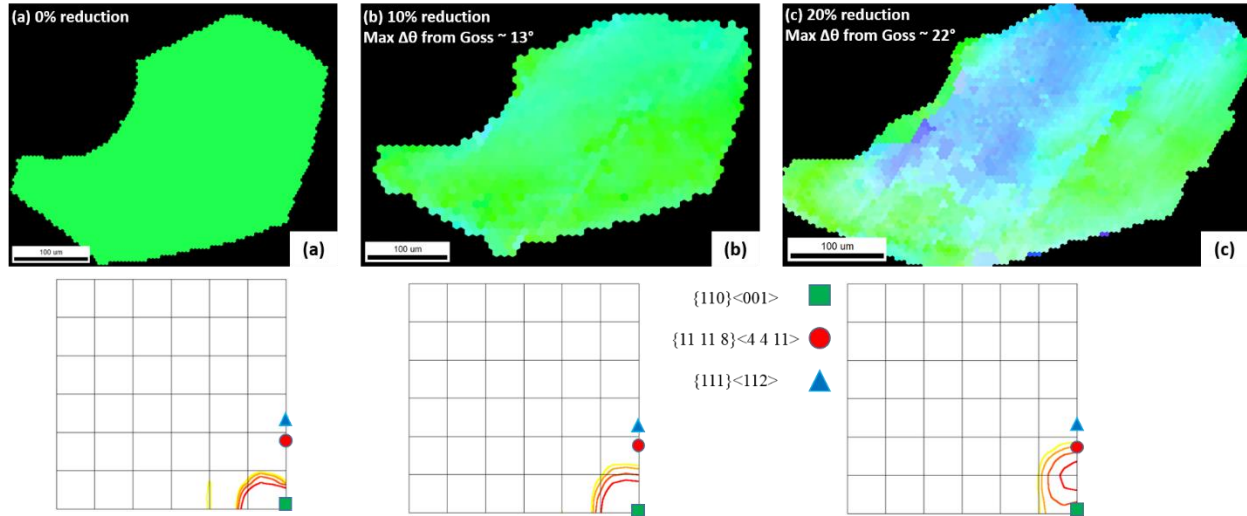 (a) 0% reduction
100 um
(a)
(b) 10% reduction
Max Δθ from Goss ~ 13°
100 um
(b)
(c) 20% reduction
Max Δθ from Goss ~ 22°
100 um
(c)
{110}<001>
{11 11 8}<4 4 11>
{111}<112>